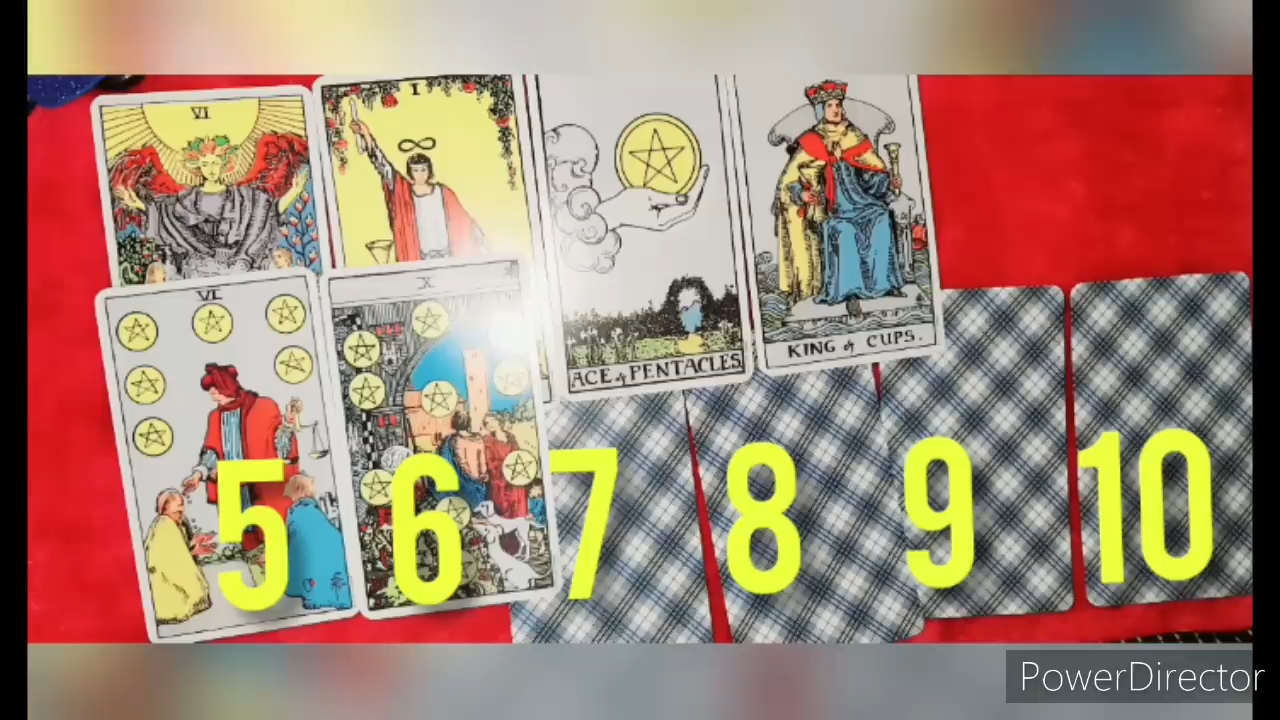 VI
I
ACE of PENTACLES
KING of CUPS.
VI
X
5 6 7 8 9 10
PowerDirector